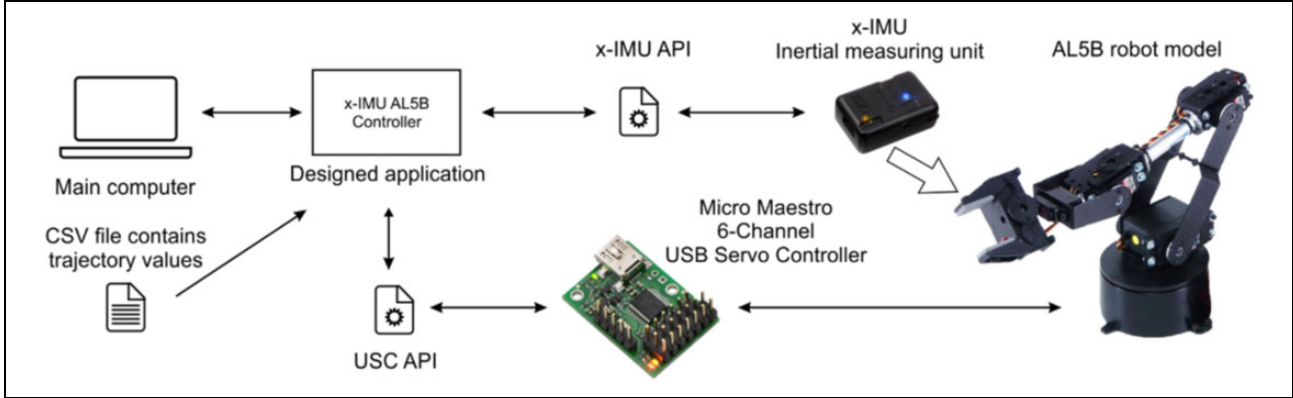 x-IMU API
x-IMU
Inertial measuring unit
AL5B robot model
x-IMU AL5B
Controller
Main computer
Designed application
CSV file contains
trajectory values
Micro Maestro
6-Channel
USB Servo Controller
USC API